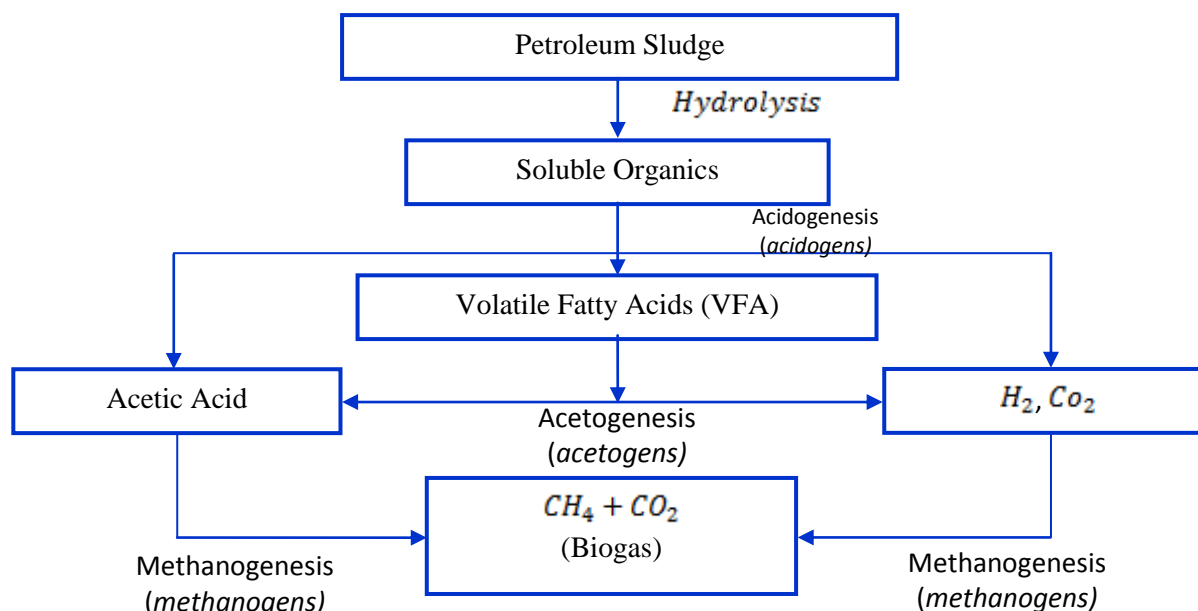 Petroleum Sludge
Hydrolysis
Soluble Organics
Acidogenesis
(acidogens)
Volatile Fatty Acids (VFA)
Acetic Acid
H₂, Co₂
Acetogenesis
(acetogens)
CH₄ + CO₂
(Biogas)
Methanogenesis
(methanogens)
Methanogenesis
(methanogens)